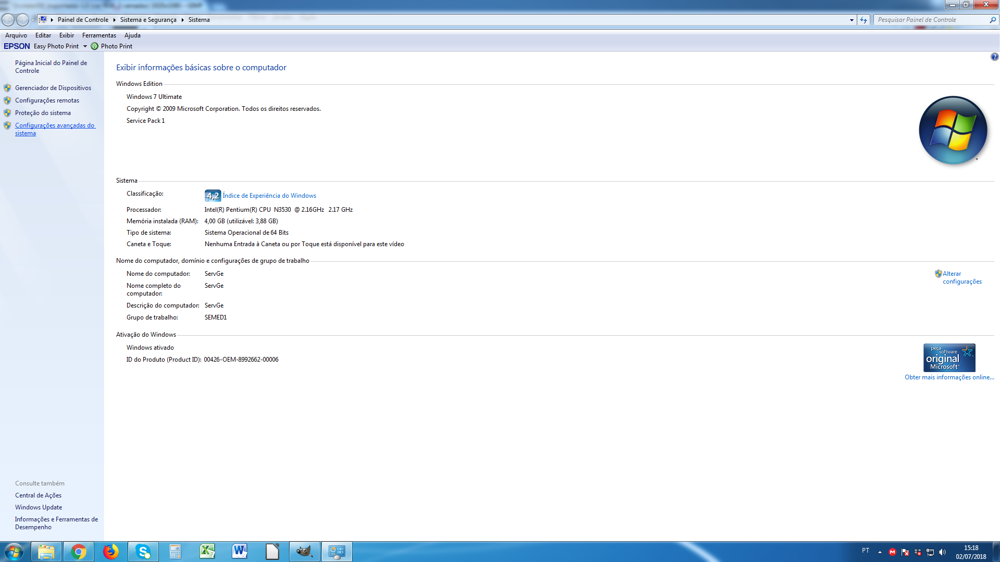 Painel de Controle Sistema e Segurança Sistema
Pesquisar Painel de Controle
Arquivo Editar Exibir Ferramentas Ajuda
EPSON Easy Photo Print Photo Print
Página Inicial do Painel de
Controle
Gerenciador de Dispositivos
Configurações remotas
Proteção do sistema
Configurações avançadas do
sistema
Exibir informações básicas sobre o computador
Windows Edition
Windows 7 Ultimate
Copyright © 2009 Microsoft Corporation. Todos os direitos reservados.
Service Pack 1
Sistema
Classificação: 4,2 Índice de Experiência do Windows
Processador: Intel(R) Pentium(R) CPU N3530 @ 2.16GHz 2.17 GHz
Memória instalada (RAM): 4,00 GB (utilizável: 3,88 GB)
Tipo de sistema: Sistema Operacional de 64 Bits
Caneta e Toque: Nenhuma Entrada à Caneta ou por Toque está disponível para este vídeo
Nome do computador, domínio e configurações de grupo de trabalho
Nome do computador: ServGe
Alterar
configurações
Nome completo do
computador: ServGe
Descrição do computador: ServGe
Grupo de trabalho: SEMED1
Ativação do Windows
Windows ativado
ID do Produto (Product ID): 00426-OEM-8992662-00006
peça
software
original
Microsoft
Obter mais informações online...
Consulte também
Central de Ações
Windows Update
Informações e Ferramentas de
Desempenho
PT
15:18
02/07/2018